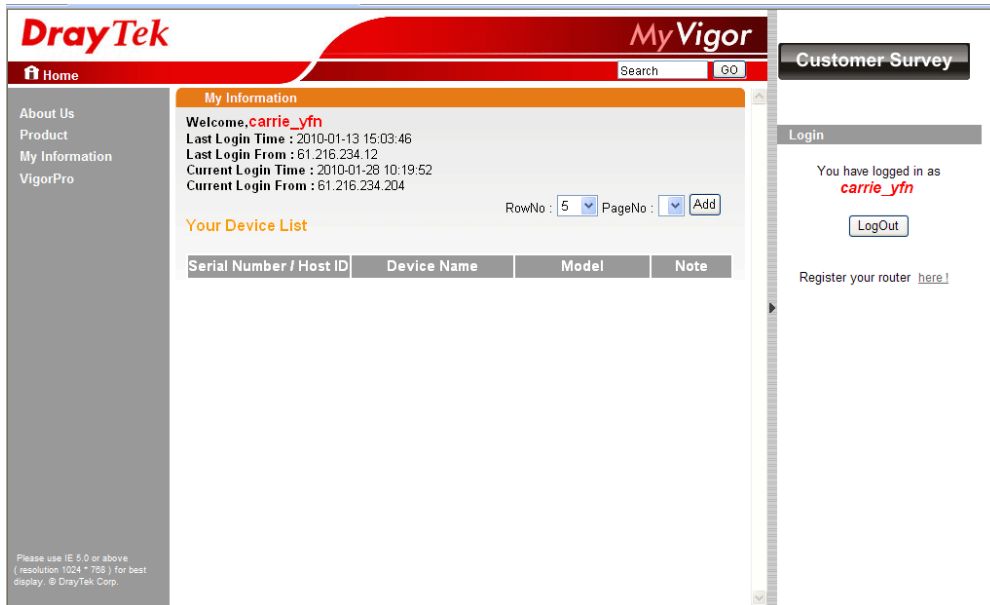 DrayTek
MyVigor
Customer Survey
Home
Search GO
About Us
Product
My Information
VigorPro
My Information
Welcome,carrie_yfn
Last Login Time : 2010-01-13 15:03:46
Last Login From : 61.216.234.12
Current Login Time : 2010-01-28 10:19:52
Current Login From : 61.216.234.204
RowNo : 5 PageNo : Add
Your Device List
Serial Number / Host ID Device Name Model Note
Login
You have logged in as
carrie_yfn
LogOut
Register your router here !
Please use IE 5.0 or above
( resolution 1024 * 768 ) for best
display. © DrayTek Corp.